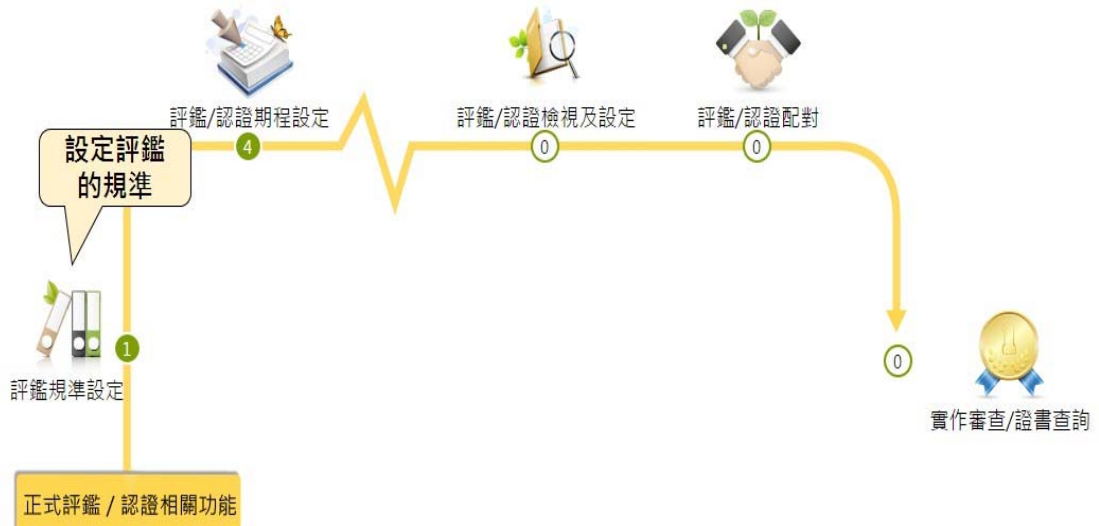 評鑑/認證期程設定
4
評鑑/認證檢視及設定
0
評鑑/認證配對
0
設定評鑑
的規準
1
評鑑規準設定
0
實作審查/證書查詢
正式評鑑 / 認證相關功能